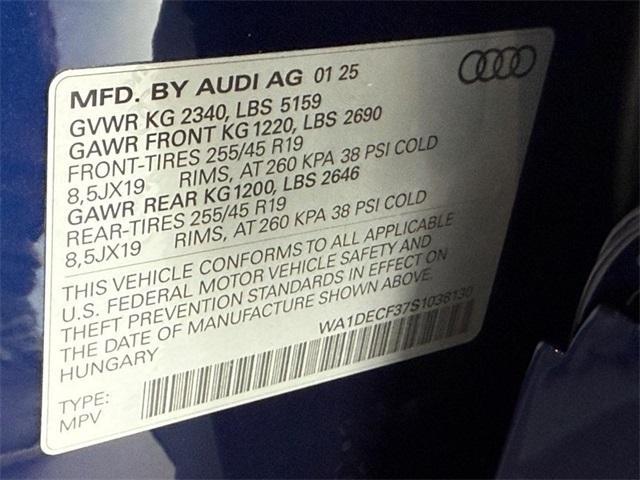 MFD. BY AUDI AG 01 25
GVWR KG 2340, LBS 5159
GAWR FRONT KG 1220, LBS 2690
FRONT-TIRES 255/45 R19
8,5JX19 RIMS, AT 260 KPA 38 PSI COLD
GAWR REAR KG 1200, LBS 2646
REAR-TIRES 255/45 R19
8,5JX19 RIMS, AT 260 KPA 38 PSI COLD
THIS VEHICLE CONFORMS TO ALL APPLICABLE
U.S. FEDERAL MOTOR VEHICLE SAFETY AND
THEFT PREVENTION STANDARDS IN EFFECT ON
THE DATE OF MANUFACTURE SHOWN ABOVE.
HUNGARY
WA1DECF37S1038130
TYPE:
MPV